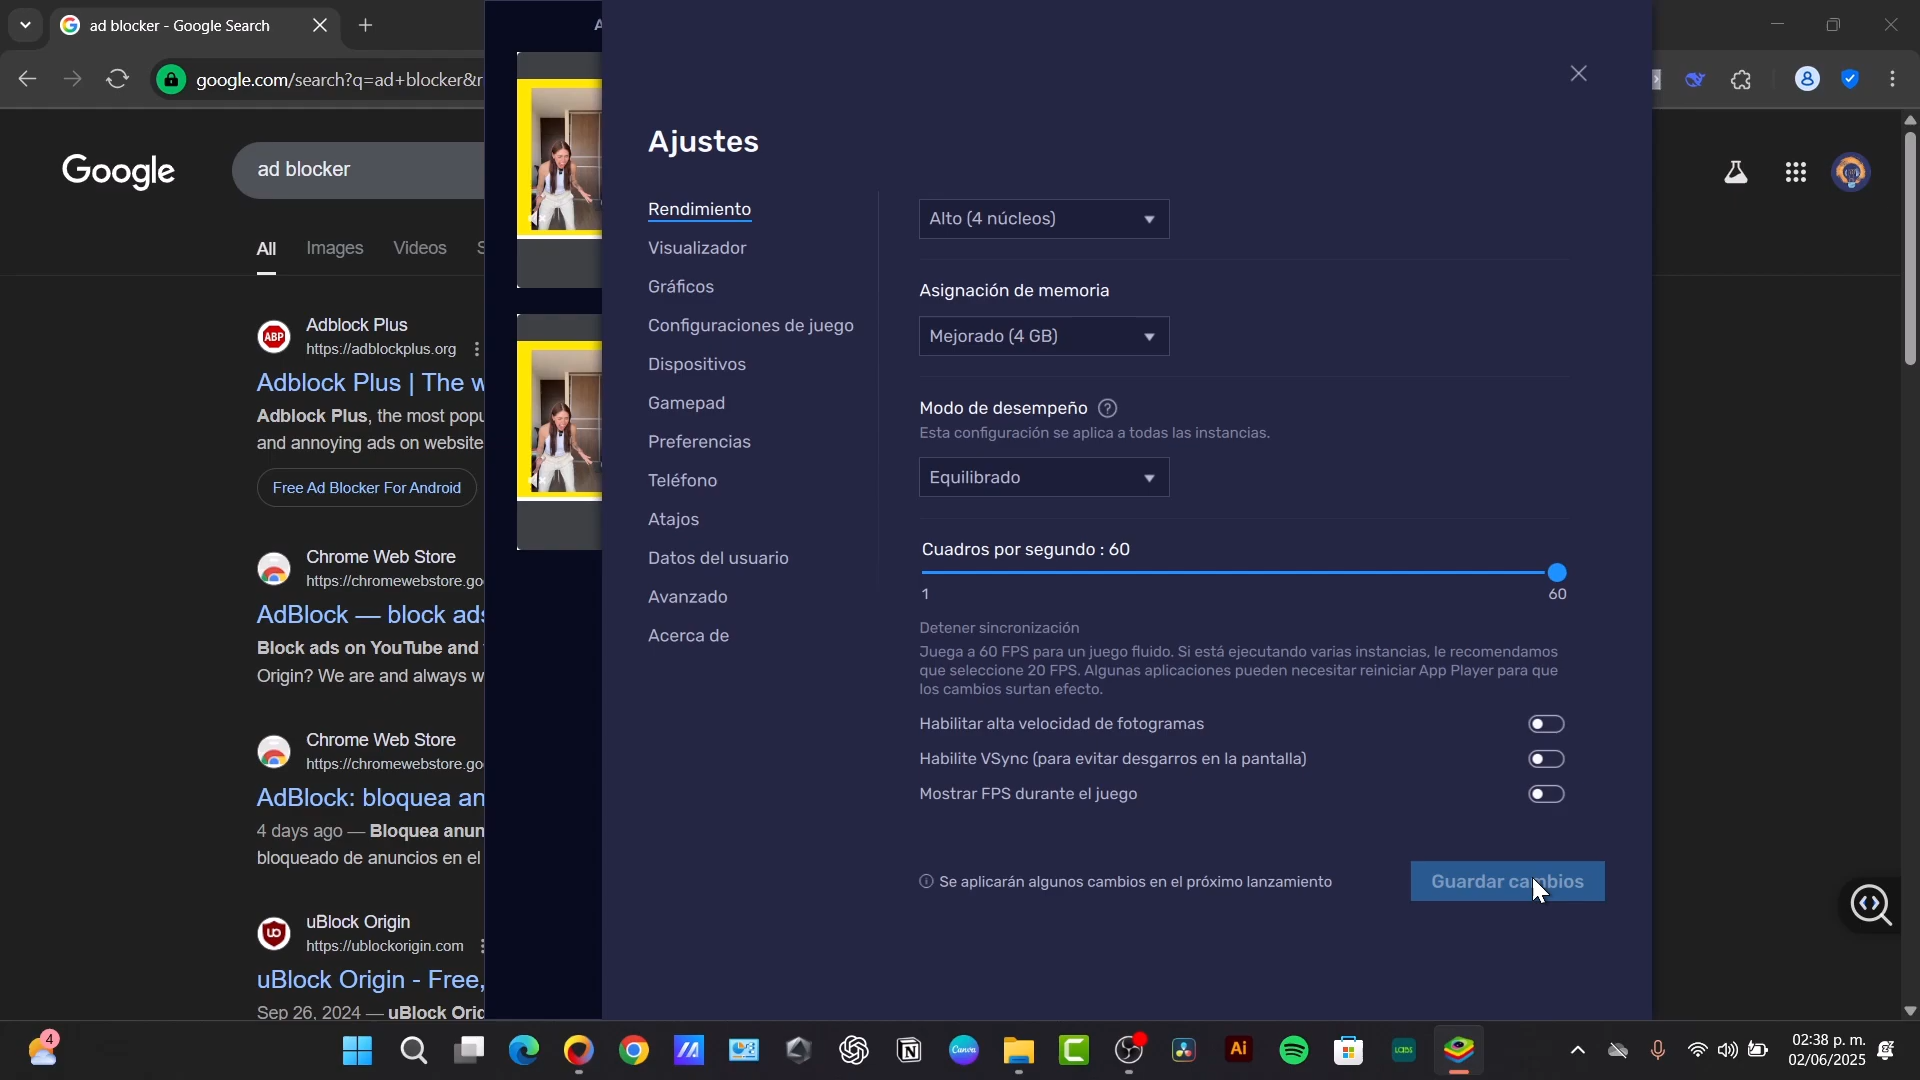 ad blocker - Google Search
google.com/search?q=ad+blocker&r
Google
ad blocker
All
Images
Videos
Adblock Plus
https://adblockplus.org
Adblock Plus | The w
Adblock Plus, the most popu
and annoying ads on website
Free Ad Blocker For Android
Chrome Web Store
https://chromewebstore.go
AdBlock — block ads
Block ads on YouTube and
Origin? We are and always w
Chrome Web Store
https://chromewebstore.go
AdBlock: bloquea an
4 days ago — Bloquea anun
bloqueado de anuncios en el
uBlock Origin
https://ublockorigin.com
uBlock Origin - Free,
Sep 26, 2024 — uBlock Orig
ABP
Ajustes
Rendimiento
Visualizador
Gráficos
Configuraciones de juego
Dispositivos
Gamepad
Preferencias
Teléfono
Atajos
Datos del usuario
Avanzado
Acerca de
Alto (4 núcleos)
Asignación de memoria
Mejorado (4 GB)
Modo de desempeño ?
Esta configuración se aplica a todas las instancias.
Equilibrado
Cuadros por segundo : 60
1
60
Detener sincronización
Juega a 60 FPS para un juego fluido. Si está ejecutando varias instancias, le recomendamos
que seleccione 20 FPS. Algunas aplicaciones pueden necesitar reiniciar App Player para que
los cambios surtan efecto.
Habilitar alta velocidad de fotogramas
Habilite VSync (para evitar desgarros en la pantalla)
Mostrar FPS durante el juego
Se aplicarán algunos cambios en el próximo lanzamiento
Guardar cambios
4
Canva
Ai
LABS
02:38 p. m.
02/06/2025